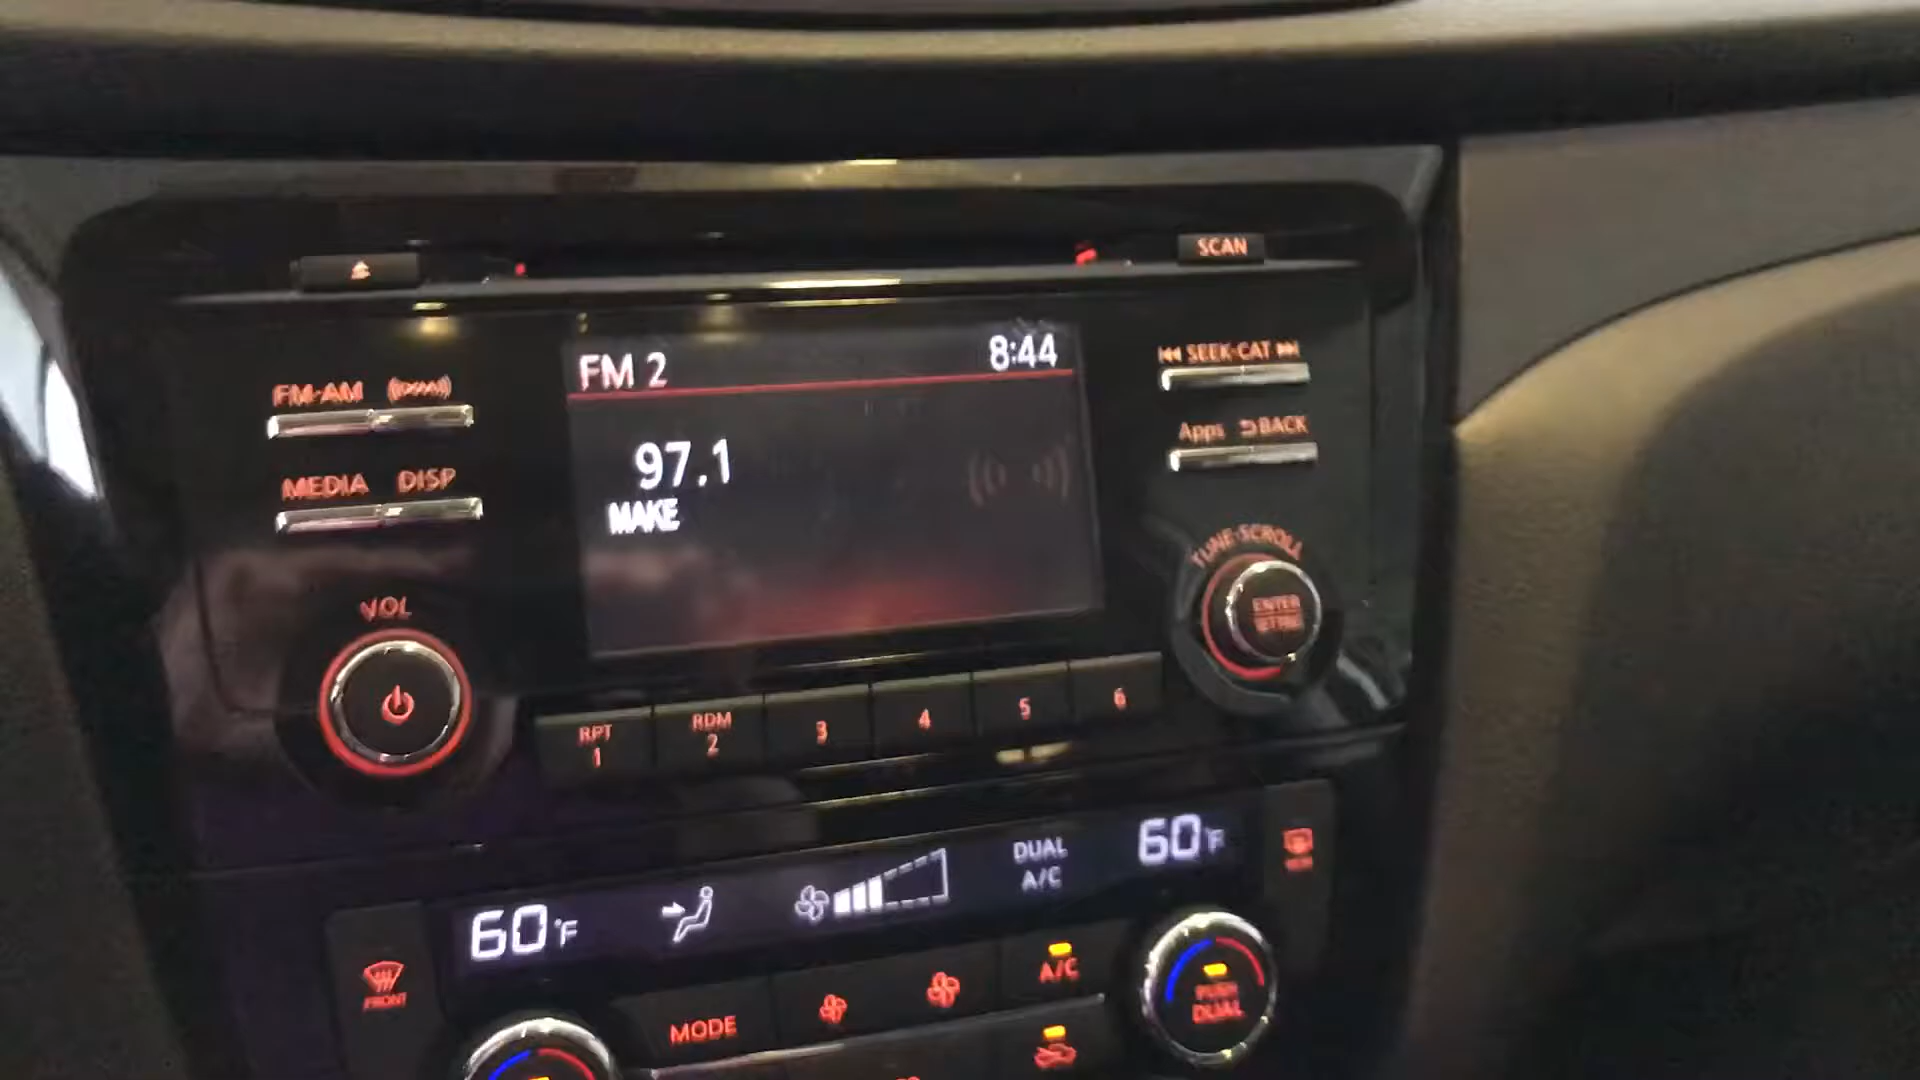 SCAN
FM 2 8:44
SEEK·CAT
FM·AM
97.1
Apps BACK
MEDIA DISP
MAKE
TUNE·SCROLL
VOL
ENTER
RPT RDM
1 2 3 4 5 6
60°F
DUAL
A/C
60°F
FRONT
MODE
A/C
PUSH
DUAL